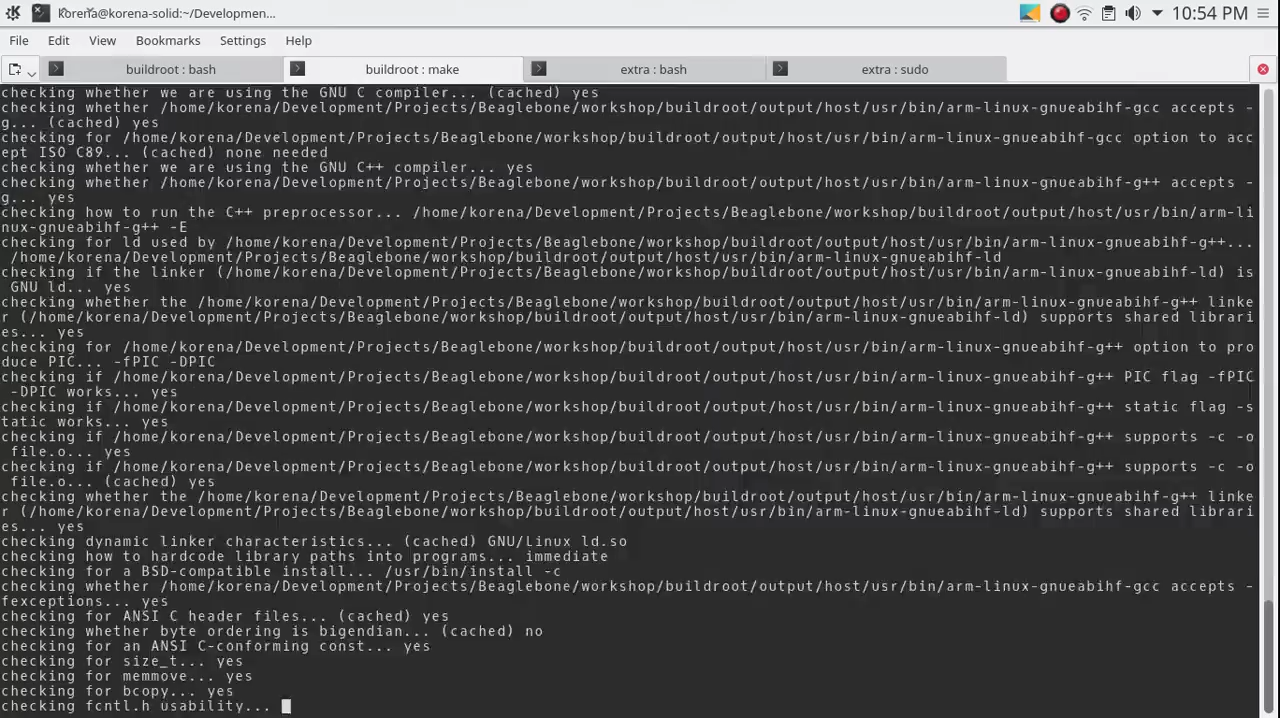 korena@korena-solid:~/Developmen...
10:54 PM
File Edit View Bookmarks Settings Help
buildroot : bash
buildroot : make
extra : bash
extra : sudo
checking whether we are using the GNU C compiler... (cached) yes
checking whether /home/korena/Development/Projects/Beaglebone/workshop/buildroot/output/host/usr/bin/arm-linux-gnueabihf-gcc accepts -
g... (cached) yes
checking for /home/korena/Development/Projects/Beaglebone/workshop/buildroot/output/host/usr/bin/arm-linux-gnueabihf-gcc option to acc
ept ISO C89... (cached) none needed
checking whether we are using the GNU C++ compiler... yes
checking whether /home/korena/Development/Projects/Beaglebone/workshop/buildroot/output/host/usr/bin/arm-linux-gnueabihf-g++ accepts -
g... yes
checking how to run the C++ preprocessor... /home/korena/Development/Projects/Beaglebone/workshop/buildroot/output/host/usr/bin/arm-li
nux-gnueabihf-g++ -E
checking for ld used by /home/korena/Development/Projects/Beaglebone/workshop/buildroot/output/host/usr/bin/arm-linux-gnueabihf-g++...
/home/korena/Development/Projects/Beaglebone/workshop/buildroot/output/host/usr/bin/arm-linux-gnueabihf-ld
checking if the linker (/home/korena/Development/Projects/Beaglebone/workshop/buildroot/output/host/usr/bin/arm-linux-gnueabihf-ld) is
GNU ld... yes
checking whether the /home/korena/Development/Projects/Beaglebone/workshop/buildroot/output/host/usr/bin/arm-linux-gnueabihf-g++ linke
r (/home/korena/Development/Projects/Beaglebone/workshop/buildroot/output/host/usr/bin/arm-linux-gnueabihf-ld) supports shared librari
es... yes
checking for /home/korena/Development/Projects/Beaglebone/workshop/buildroot/output/host/usr/bin/arm-linux-gnueabihf-g++ option to pro
duce PIC... -fPIC -DPIC
checking if /home/korena/Development/Projects/Beaglebone/workshop/buildroot/output/host/usr/bin/arm-linux-gnueabihf-g++ PIC flag -fPIC
-DPIC works... yes
checking if /home/korena/Development/Projects/Beaglebone/workshop/buildroot/output/host/usr/bin/arm-linux-gnueabihf-g++ static flag -s
tatic works... yes
checking if /home/korena/Development/Projects/Beaglebone/workshop/buildroot/output/host/usr/bin/arm-linux-gnueabihf-g++ supports -c -o
file.o... yes
checking if /home/korena/Development/Projects/Beaglebone/workshop/buildroot/output/host/usr/bin/arm-linux-gnueabihf-g++ supports -c -o
file.o... (cached) yes
checking whether the /home/korena/Development/Projects/Beaglebone/workshop/buildroot/output/host/usr/bin/arm-linux-gnueabihf-g++ linke
r (/home/korena/Development/Projects/Beaglebone/workshop/buildroot/output/host/usr/bin/arm-linux-gnueabihf-ld) supports shared librari
es... yes
checking dynamic linker characteristics... (cached) GNU/Linux ld.so
checking how to hardcode library paths into programs... immediate
checking for a BSD-compatible install... /usr/bin/install -c
checking whether /home/korena/Development/Projects/Beaglebone/workshop/buildroot/output/host/usr/bin/arm-linux-gnueabihf-gcc accepts -
fexceptions... yes
checking for ANSI C header files... (cached) yes
checking whether byte ordering is bigendian... (cached) no
checking for an ANSI C-conforming const... yes
checking for size_t... yes
checking for memmove... yes
checking for bcopy... yes
checking fcntl.h usability...